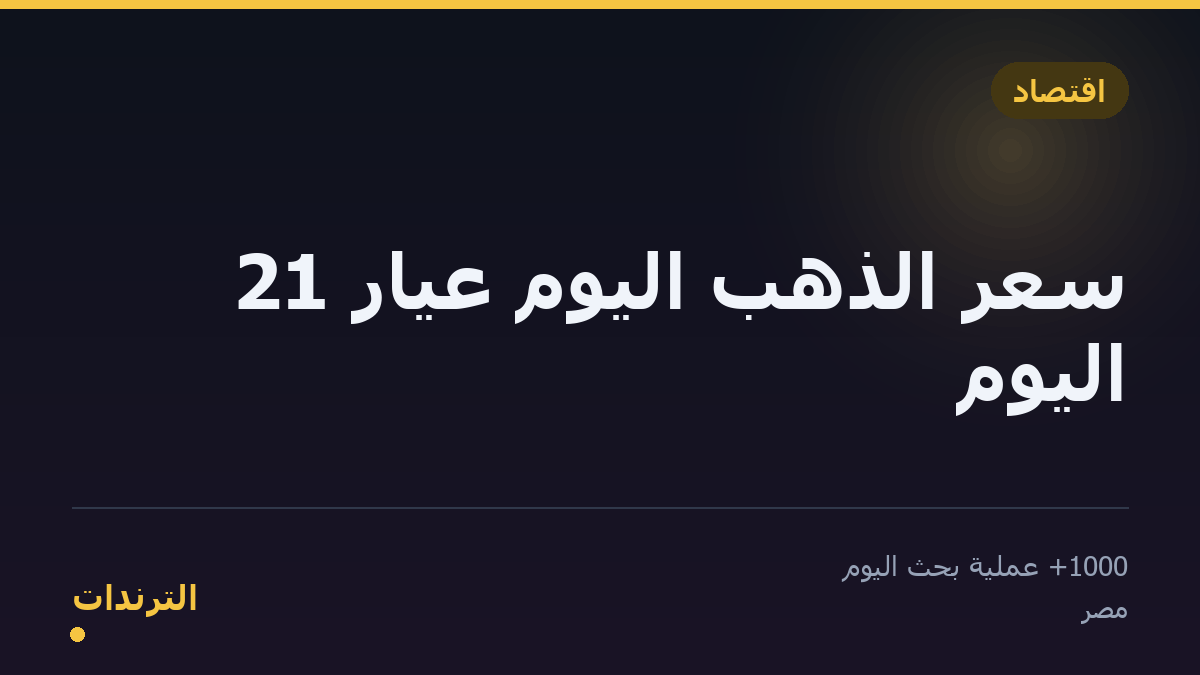 اقتصاد
سعر الذهب اليوم عيار 21
اليوم
1000+ عملية بحث اليوم
مصر
الترندات